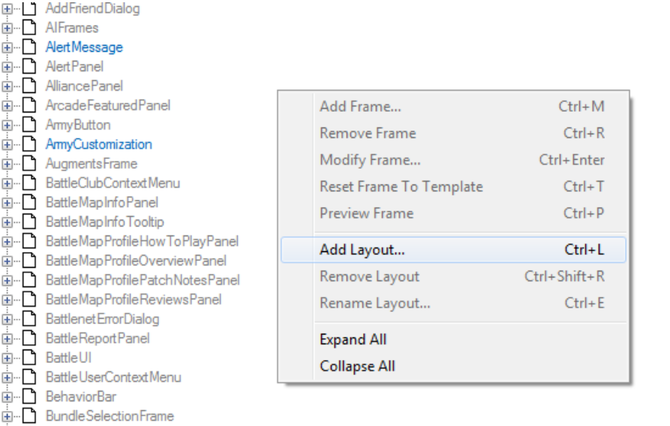 AddFriendDialog
AIFrames
AlertMessage
AlertPanel
AlliancePanel
ArcadeFeaturedPanel
ArmyButton
ArmyCustomization
AugmentsFrame
BattleClubContextMenu
BattleMapInfoPanel
BattleMapInfoTooltip
BattleMapProfileHowToPlayPanel
BattleMapProfileOverviewPanel
BattleMapProfilePatchNotesPanel
BattleMapProfileReviewsPanel
BattlenetErrorDialog
BattleReportPanel
BattleUI
BattleUserContextMenu
BehaviorBar
BundleSelectionFrame
Add Frame... Ctrl+M
Remove Frame Ctrl+R
Modify Frame... Ctrl+Enter
Reset Frame To Template Ctrl+T
Preview Frame Ctrl+P
Add Layout... Ctrl+L
Remove Layout Ctrl+Shift+R
Rename Layout... Ctrl+E
Expand All
Collapse All